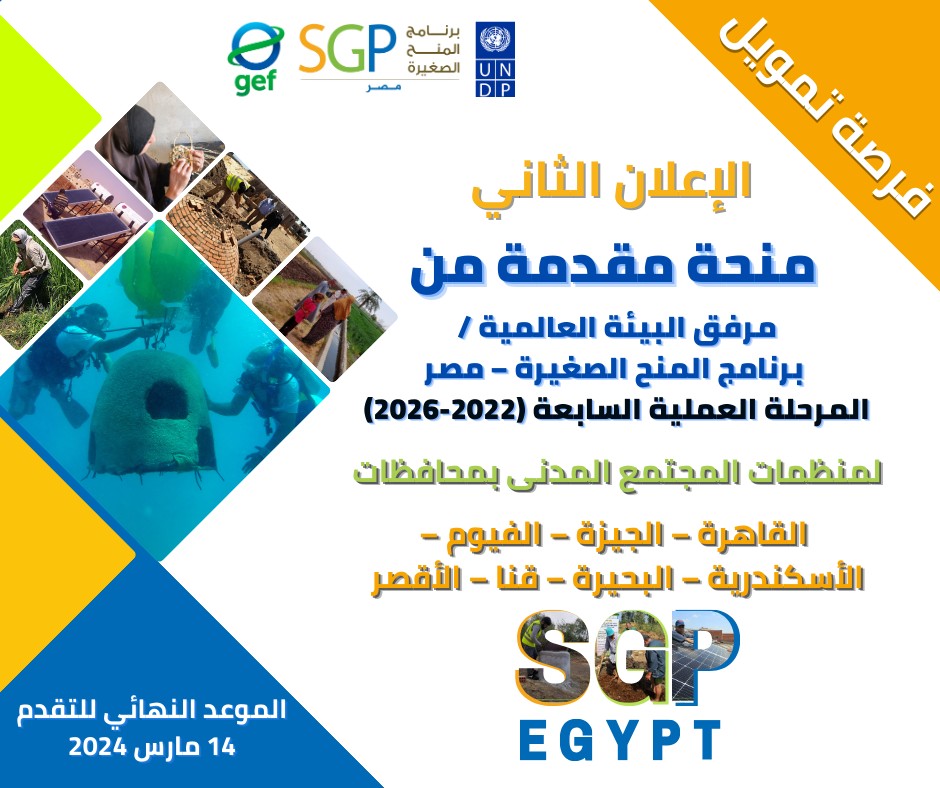 gef
SGP
برنامج
المنح
الصغيرة
مصر
U N
D P
فرصة تمويل
الإعلان الثاني
منحة مقدمة من
مرفق البيئة العالمية /
برنامج المنح الصغيرة – مصر
المرحلة العملية السابعة (2022-2026)
لمنظمات المجتمع المدنى بمحافظات
القاهرة – الجيزة – الفيوم –
الأسكندرية – البحيرة – قنا – الأقصر
SGP
EGYPT
الموعد النهائي للتقدم
14 مارس 2024